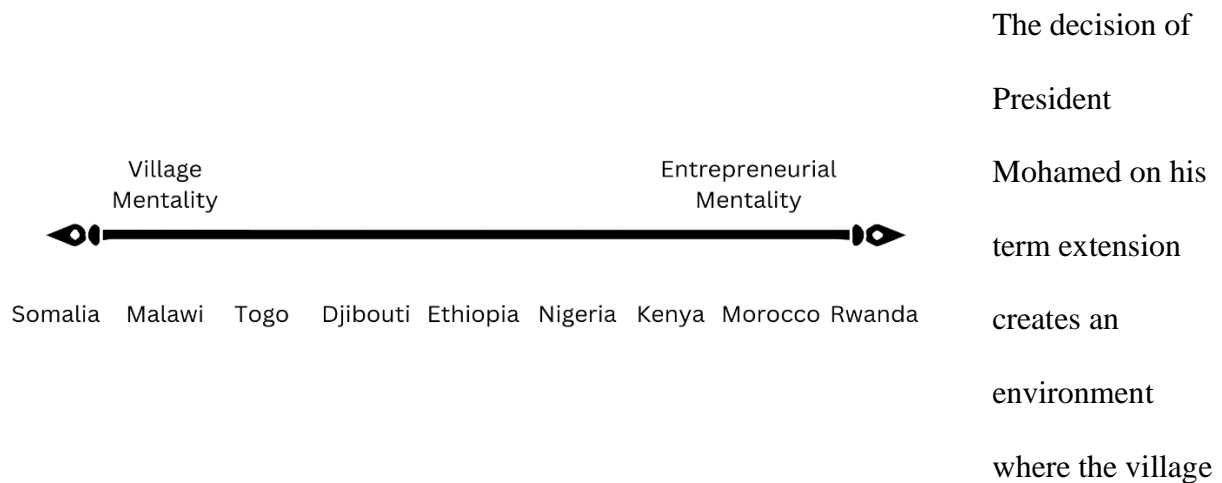 Village
Mentality
Entrepreneurial
Mentality
Somalia Malawi Togo Djibouti Ethiopia Nigeria Kenya Morocco Rwanda
The decision of
President
Mohamed on his
term extension
creates an
environment
where the village